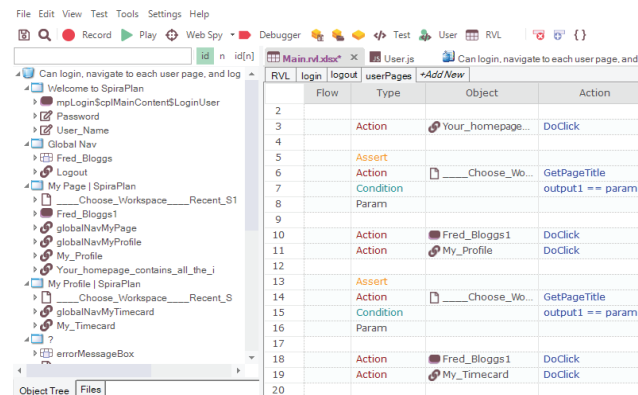 File Edit View Test Tools Settings Help
Record Play Web Spy Debugger Test User RVL
id n id[n]
Main.rvl.xlsx* User.js Can login, navigate to each user page, and
RVL login logout userPages +Add New
Can login, navigate to each user page, and log
Welcome to SpiraPlan
mpLogin$cplMainContent$LoginUser
Password
User_Name
Global Nav
Fred_Bloggs
Logout
My Page | SpiraPlan
____Choose_Workspace____Recent_S1
Fred_Bloggs1
globalNavMyPage
globalNavMyProfile
My_Profile
Your_homepage_contains_all_the_i
My Profile | SpiraPlan
____Choose_Workspace____Recent_S
globalNavMyTimecard
My_Timecard
?
errorMessageBox
Object Tree Files
Flow Type Object Action
2
3 Action Your_homepage... DoClick
4
5 Assert
6 Action ____Choose_Wo... GetPageTitle
7 Condition output1 == param
8 Param
9
10 Action Fred_Bloggs1 DoClick
11 Action My_Profile DoClick
12
13 Assert
14 Action ____Choose_Wo... GetPageTitle
15 Condition output1 == param
16 Param
17
18 Action Fred_Bloggs1 DoClick
19 Action My_Timecard DoClick
20